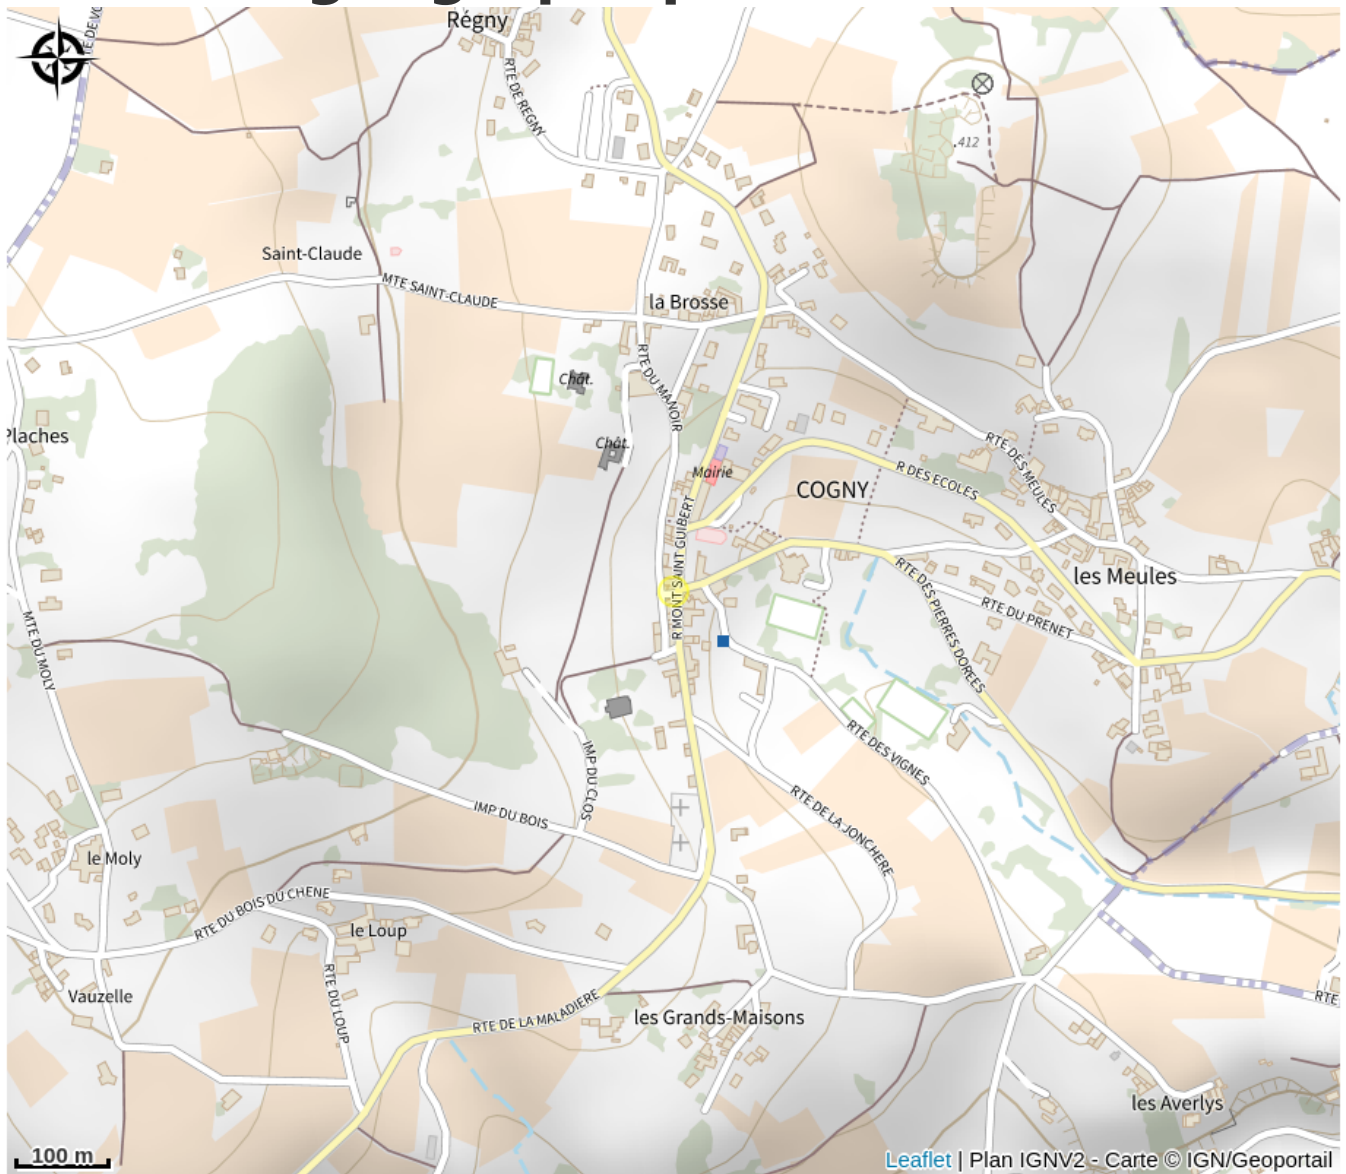 Régny
RTE DE REGNY
.412
Saint-Claude
MTE SAINT-CLAUDE
la Brosse
RTE DU MANOIR
Chât.
Chât.
Plaches
Mairie
COGNY
R DES ECOLES
RTE DES MEULES
R MONT SAINT GUIBERT
les Meules
RTE DES PIERRES DOREES
RTE DU PRENET
MTE DU MOLY
IMP DU CLOS
RTE DES VIGNES
IMP DU BOIS
RTE DE LA JONCHERE
le Moly
RTE DU BOIS DU CHENE
le Loup
Vauzelle
RTE DU LOUP
RTE DE LA MALADIERE
les Grands-Maisons
RTE
les Averlys
100 m
Leaflet | Plan IGNV2 - Carte © IGN/Geoportail